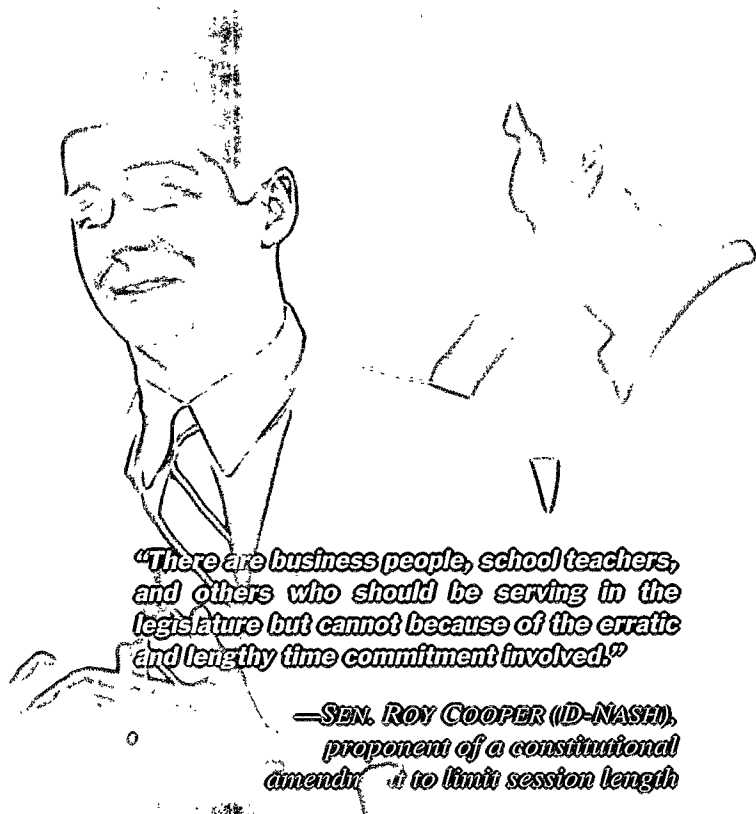 “There are business people, school teachers,
and others who should be serving in the
legislature but cannot because of the erratic
and lengthy time commitment involved.”
—SEN. ROY COOPER (D-NASH),
proponent of a constitutional
to limit session length